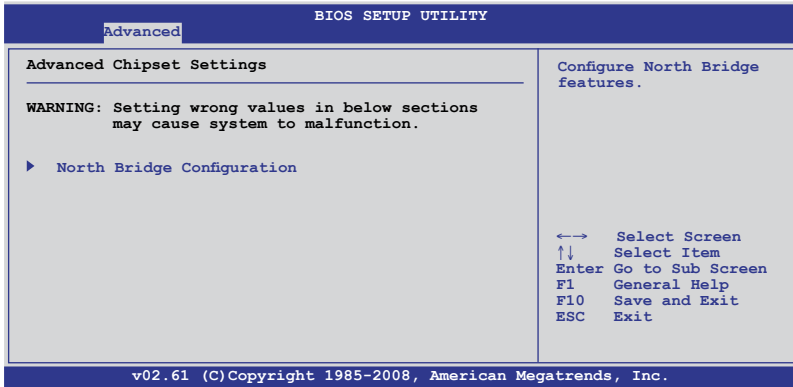 BIOS SETUP UTILITY
Advanced
Advanced Chipset Settings
WARNING: Setting wrong values in below sections
may cause system to malfunction.
North Bridge Configuration
Configure North Bridge
features.
←→ Select Screen
↑↓ Select Item
Enter Go to Sub Screen
F1 General Help
F10 Save and Exit
ESC Exit
v02.61 (C)Copyright 1985-2008, American Megatrends, Inc.